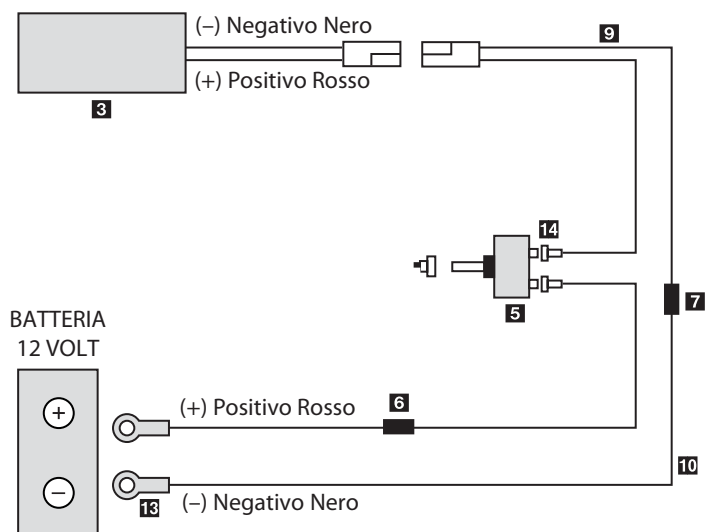 (–) Negativo Nero
9
(+) Positivo Rosso
3
14
5
7
BATTERIA
12 VOLT
+
(+) Positivo Rosso
6
10
–
13
(–) Negativo Nero